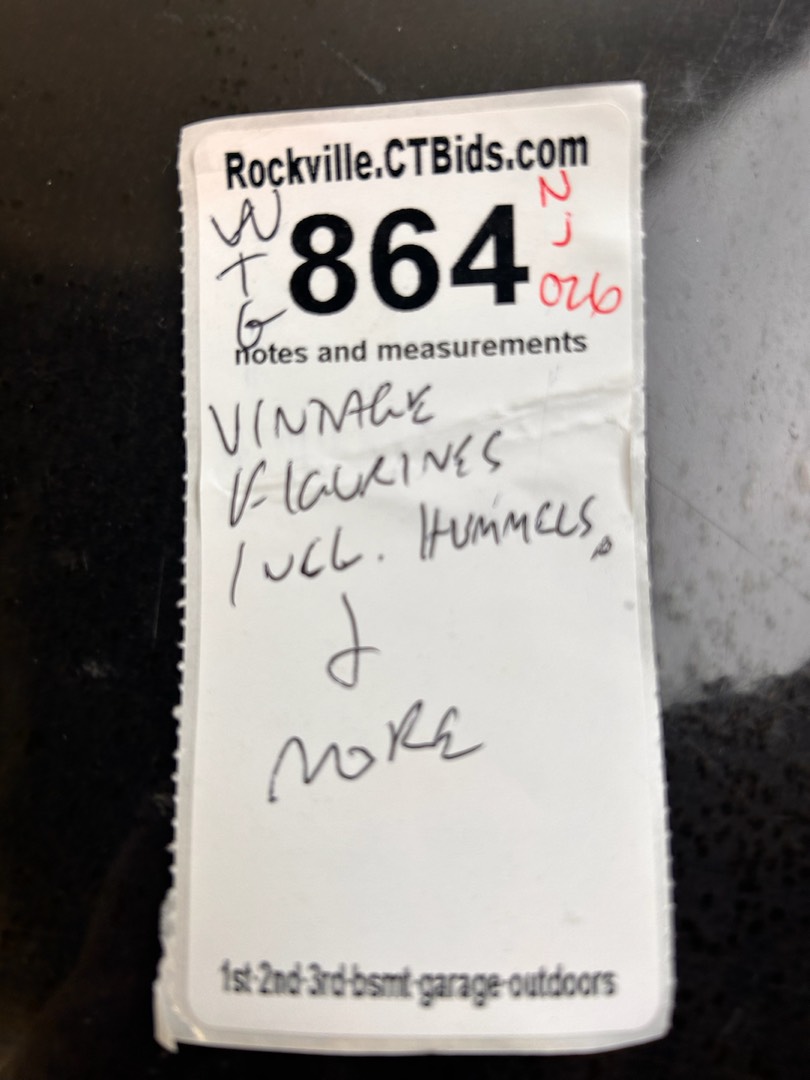 Rockville.CTBids.com
W
+
G
864
N
J
026
notes and measurements
VINTAGE
FIGURINES
INCL. HUMMELS,
&
MORE
1st-2nd-3rd-bsmt-garage-outdoors